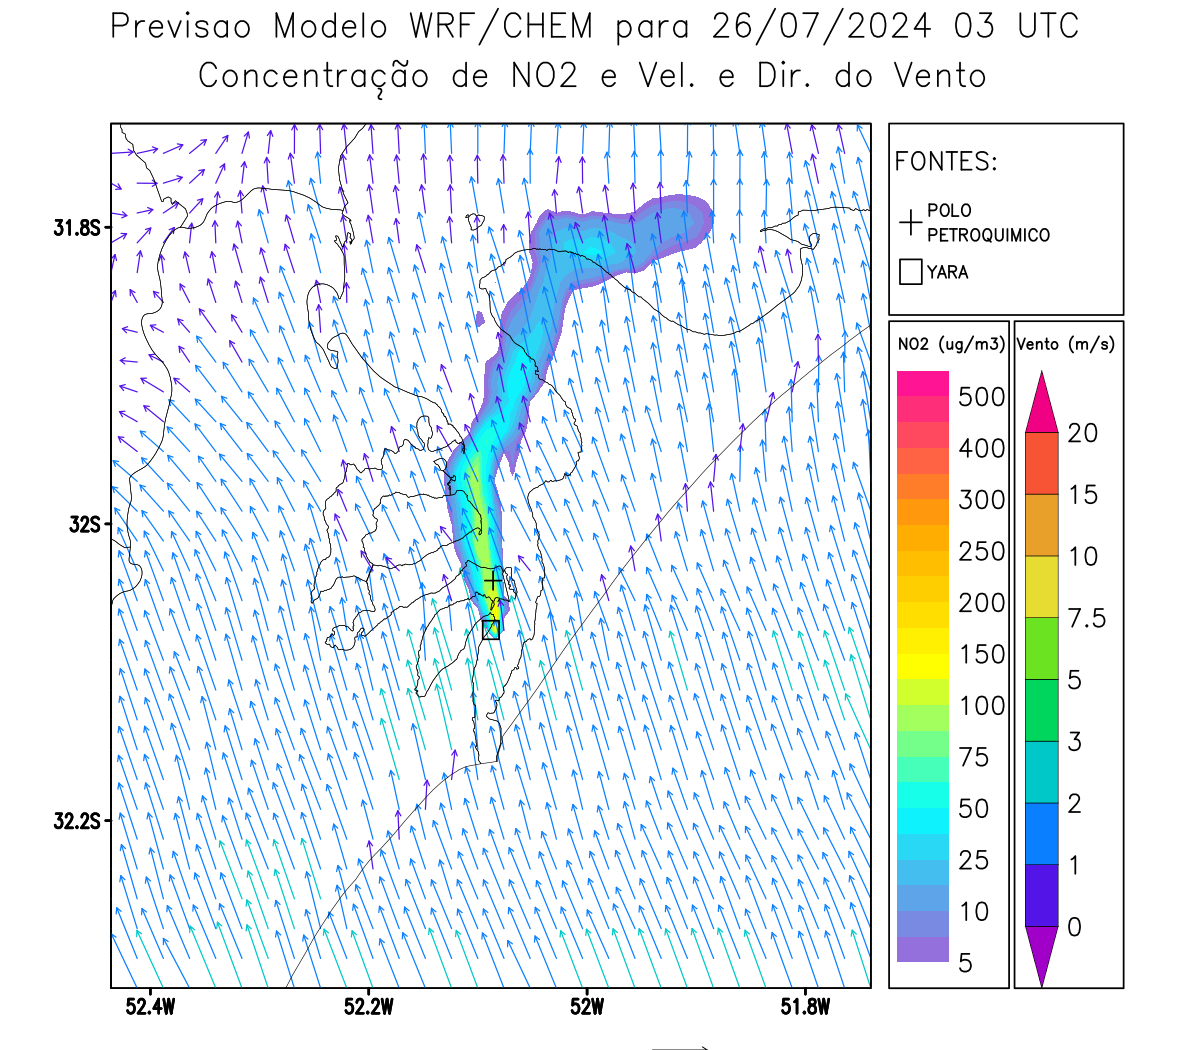 Previsao Modelo WRF/CHEM para 26/07/2024 03 UTC
Concentração de NO2 e Vel. e Dir. do Vento
FONTES:
POLO
PETROQUIMICO
YARA
NO2 (ug/m3)
500
400
300
250
200
150
100
75
50
25
10
5
Vento (m/s)
20
15
10
7.5
5
3
2
1
0
31.8S
32S
32.2S
52.4W
52.2W
52W
51.8W